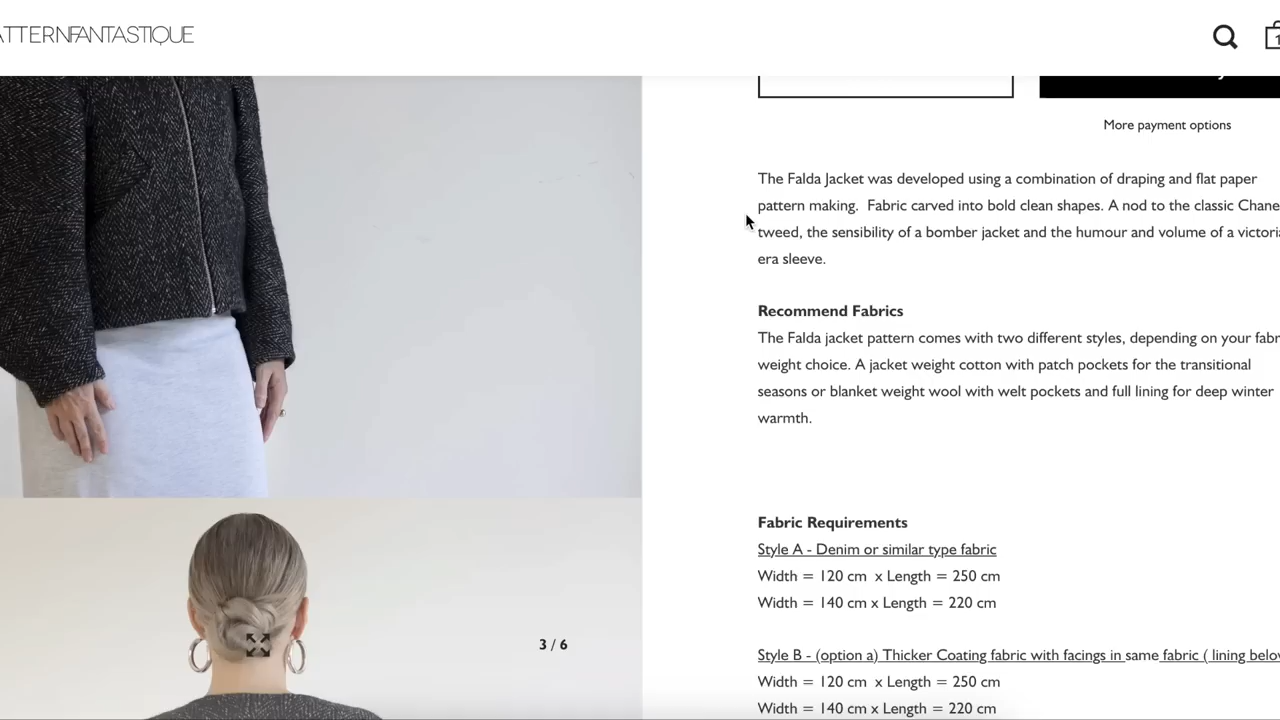 ATTERNFANTASTIQUE
1
More payment options
The Falda Jacket was developed using a combination of draping and flat paper
pattern making.  Fabric carved into bold clean shapes. A nod to the classic Chane
tweed, the sensibility of a bomber jacket and the humour and volume of a victoria
era sleeve.
Recommend Fabrics
The Falda jacket pattern comes with two different styles, depending on your fabr
weight choice. A jacket weight cotton with patch pockets for the transitional
seasons or blanket weight wool with welt pockets and full lining for deep winter
warmth.
Fabric Requirements
Style A - Denim or similar type fabric
Width = 120 cm  x Length = 250 cm
Width = 140 cm x Length = 220 cm
3 / 6
Style B - (option a) Thicker Coating fabric with facings in same fabric ( lining below
Width = 120 cm  x Length = 250 cm
Width = 140 cm x Length = 220 cm